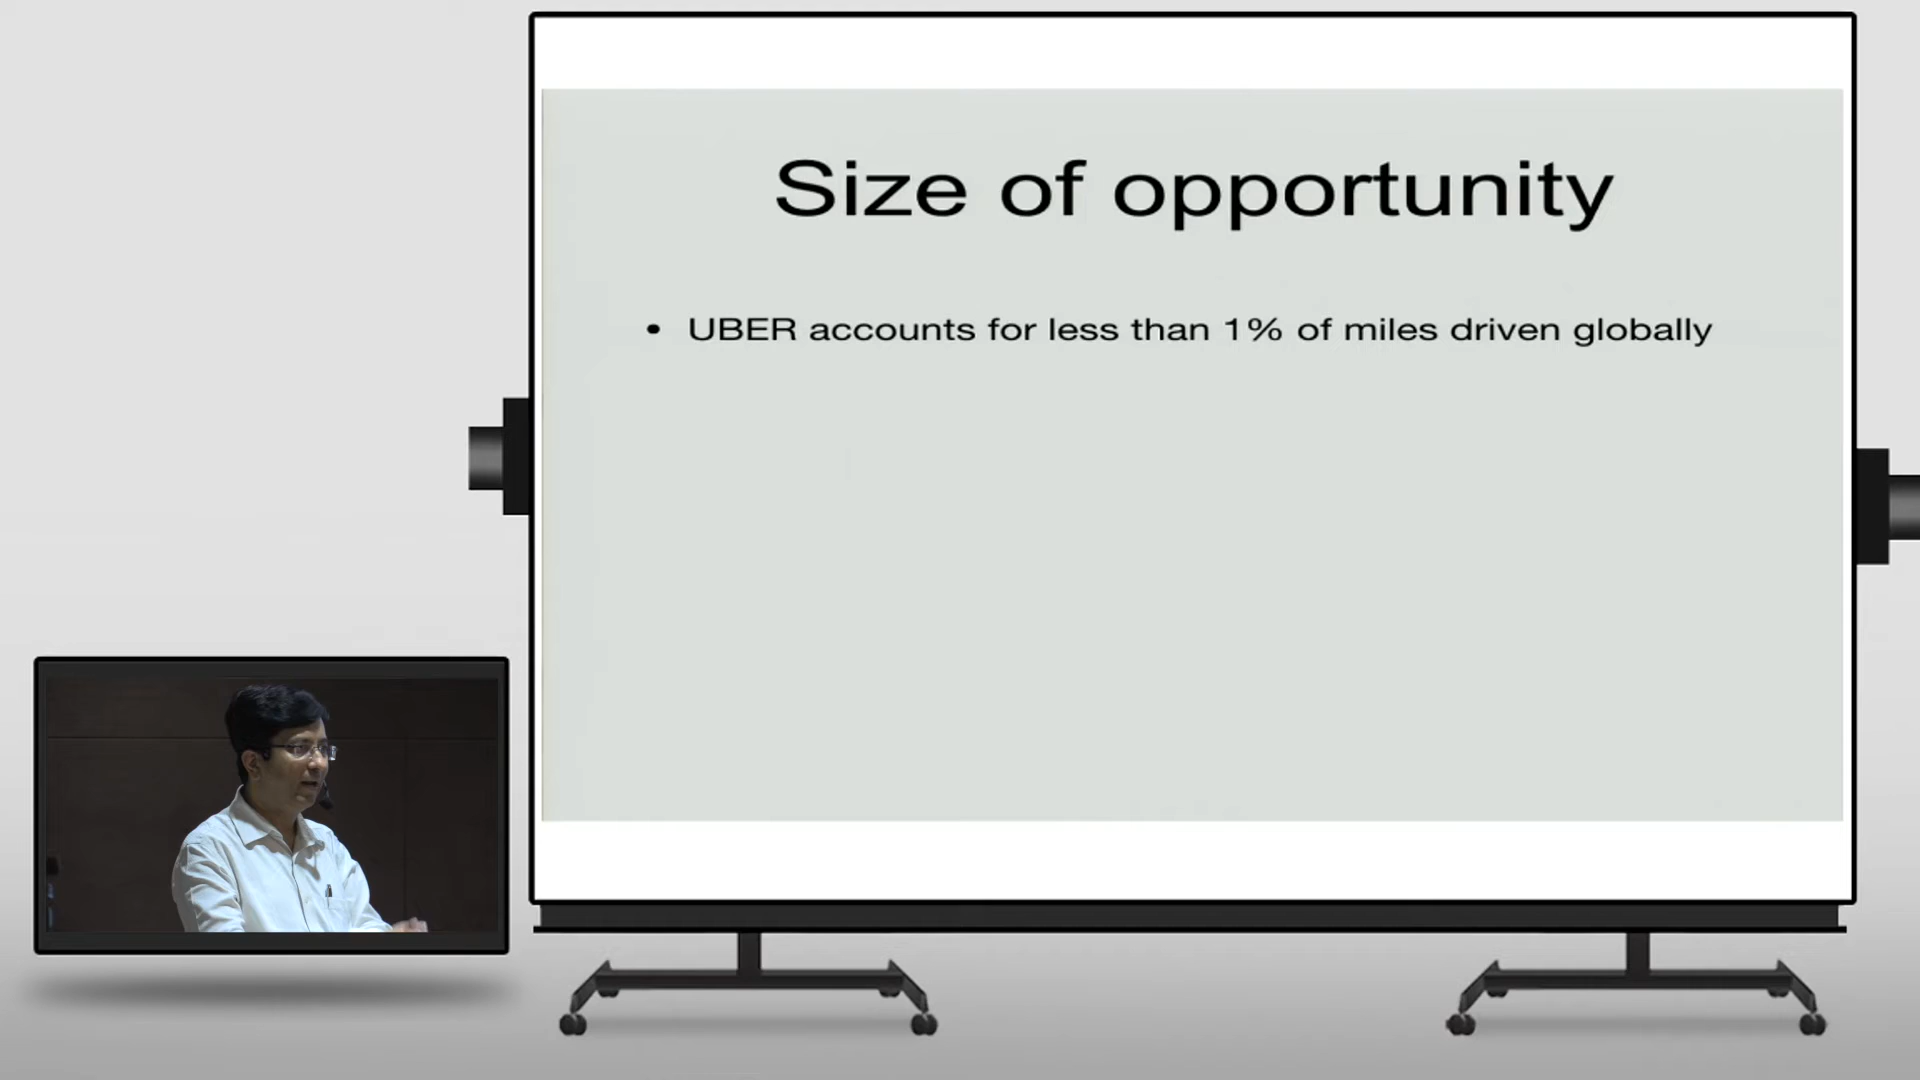 Size of opportunity
• UBER accounts for less than 1% of miles driven globally